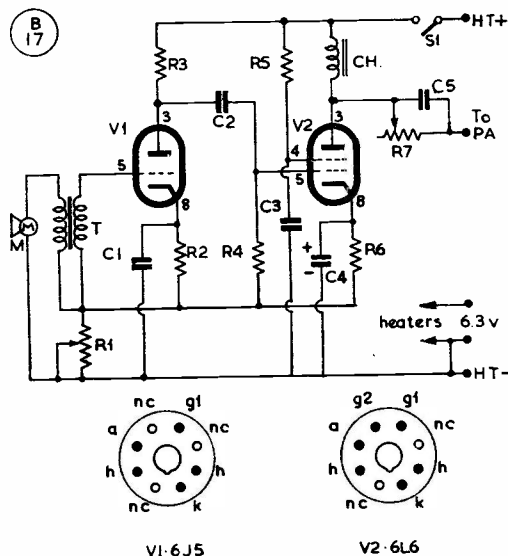 B
17
S1
HT+
R3
R5
CH.
C5
3
C2
V1
V2
3
To
PA
R7
5
4
5
8
8
M
M
T
C3
C1
R2
R4
+
-
C4
R6
R1
heaters 6.3 v
HT-
nc g1
a nc
h h
nc k
g2 g1
a nc
h h
nc k
V1·6J5
V2·6L6